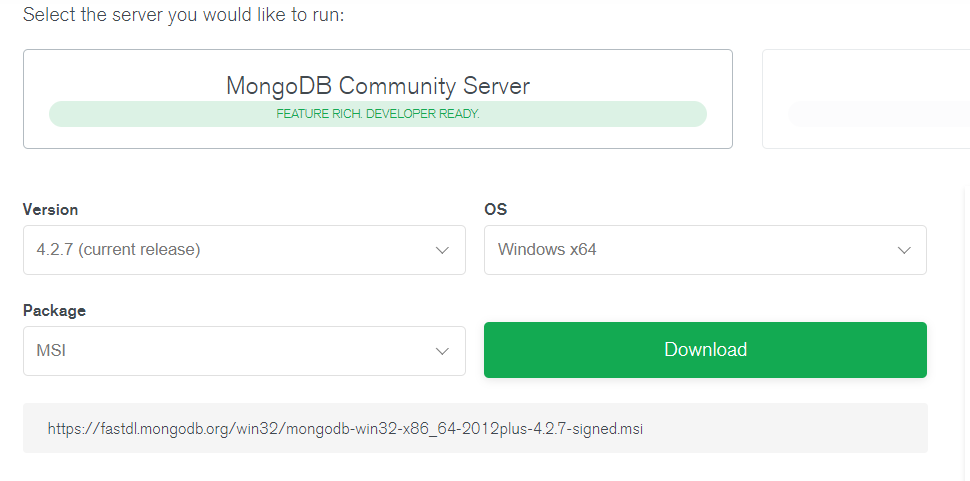 Select the server you would like to run:
MongoDB Community Server
FEATURE RICH. DEVELOPER READY.
Version
OS
4.2.7 (current release)
Windows x64
Package
MSI
Download
https://fastdl.mongodb.org/win32/mongodb-win32-x86_64-2012plus-4.2.7-signed.msi